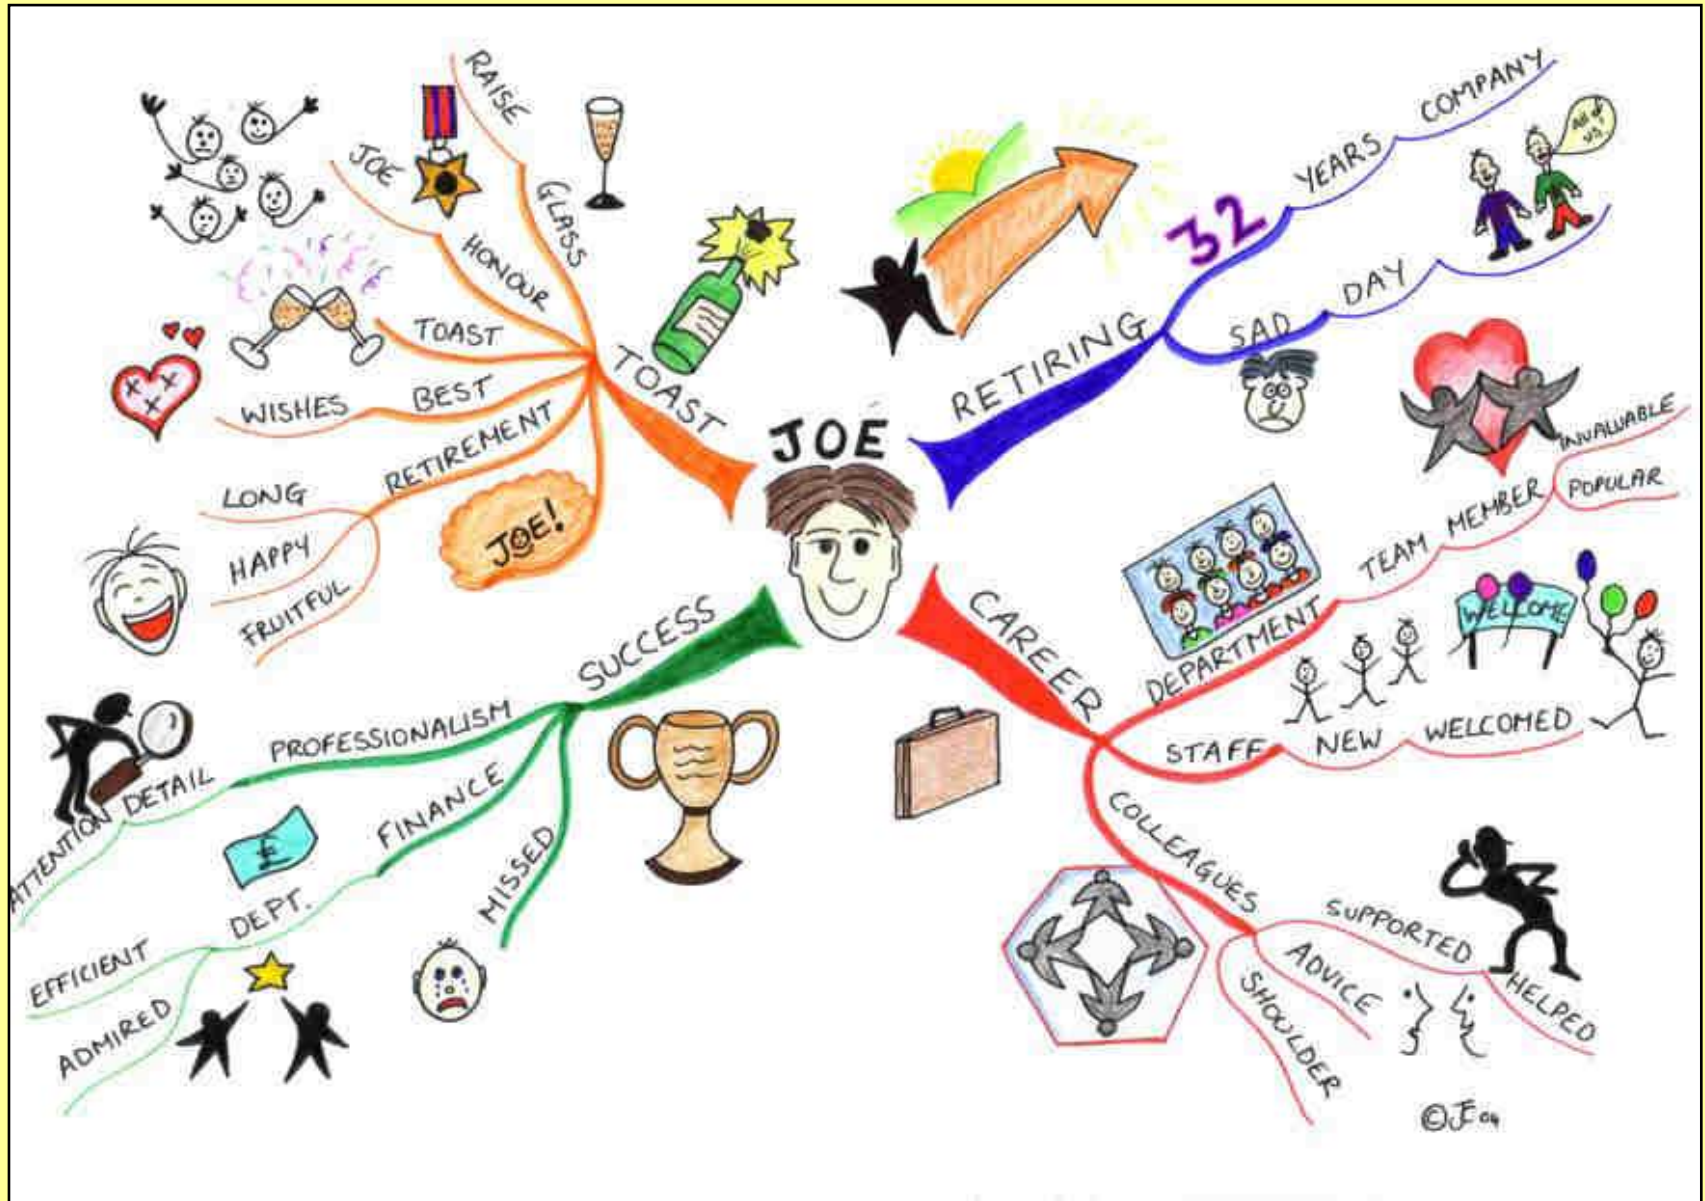 JOE
RETIRING
32 YEARS COMPANY
SAD DAY
All of us!
CAREER
DEPARTMENT TEAM MEMBER
INVALUABLE
POPULAR
STAFF NEW WELCOMED
WELCOME
COLLEAGUES
SUPPORTED
HELPED
ADVICE
SHOULDER
SUCCESS
MISSED
FINANCE
DEPT.
EFFICIENT
ADMIRED
PROFESSIONALISM
DETAIL
ATTENTION
£
TOAST
RAISE
GLASS
JOE
HONOUR
TOAST
WISHES BEST
RETIREMENT
LONG
HAPPY
FRUITFUL
JOE!
©JC04